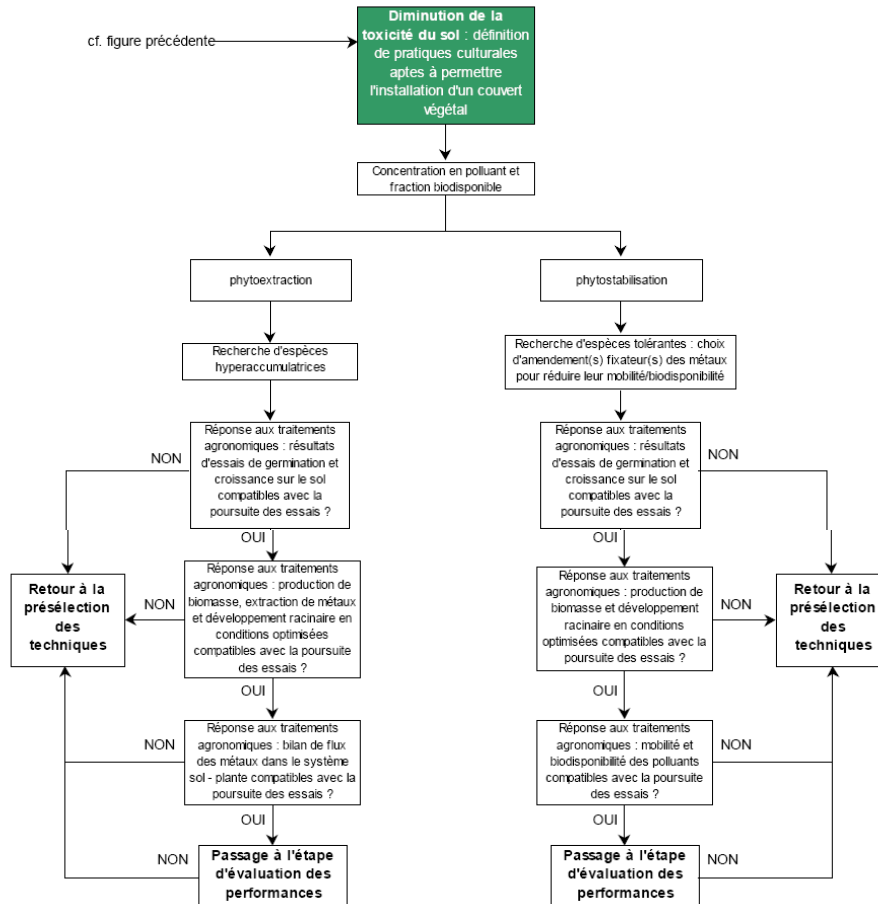 Diminution de la
toxicité du sol : définition
de pratiques culturales
aptes à permettre
l'installation d'un couvert
végétal
cf. figure précédente
Concentration en polluant et
fraction biodisponible
phytoextraction
phytostabilisation
Recherche d'espèces
hyperaccumulatrices
Recherche d'espèces tolérantes : choix
d'amendement(s) fixateur(s) des métaux
pour réduire leur mobilité/biodisponibilité
Réponse aux traitements
agronomiques : résultats
d'essais de germination et
croissance sur le sol
compatibles avec la
poursuite des essais ?
NON
OUI
Réponse aux traitements
agronomiques : résultats
d'essais de germination et
croissance sur le sol
compatibles avec la
poursuite des essais ?
NON
OUI
Retour à la
présélection
des
techniques
NON
Réponse aux traitements
agronomiques : production de
biomasse, extraction de métaux
et développement racinaire en
conditions optimisées
compatibles avec la poursuite
des essais ?
OUI
Réponse aux traitements
agronomiques : production de
biomasse et développement
racinaire en conditions
optimisées compatibles avec la
poursuite des essais ?
NON
OUI
Retour à la
présélection
des
techniques
NON
Réponse aux traitements
agronomiques : bilan de flux
des métaux dans le système
sol - plante compatibles avec la
poursuite des essais ?
OUI
Réponse aux traitements
agronomiques : mobilité et
biodisponibilité des polluants
compatibles avec la poursuite
des essais ?
NON
OUI
NON
Passage à l'étape
d'évaluation des
performances
Passage à l'étape
d'évaluation des
performances
NON